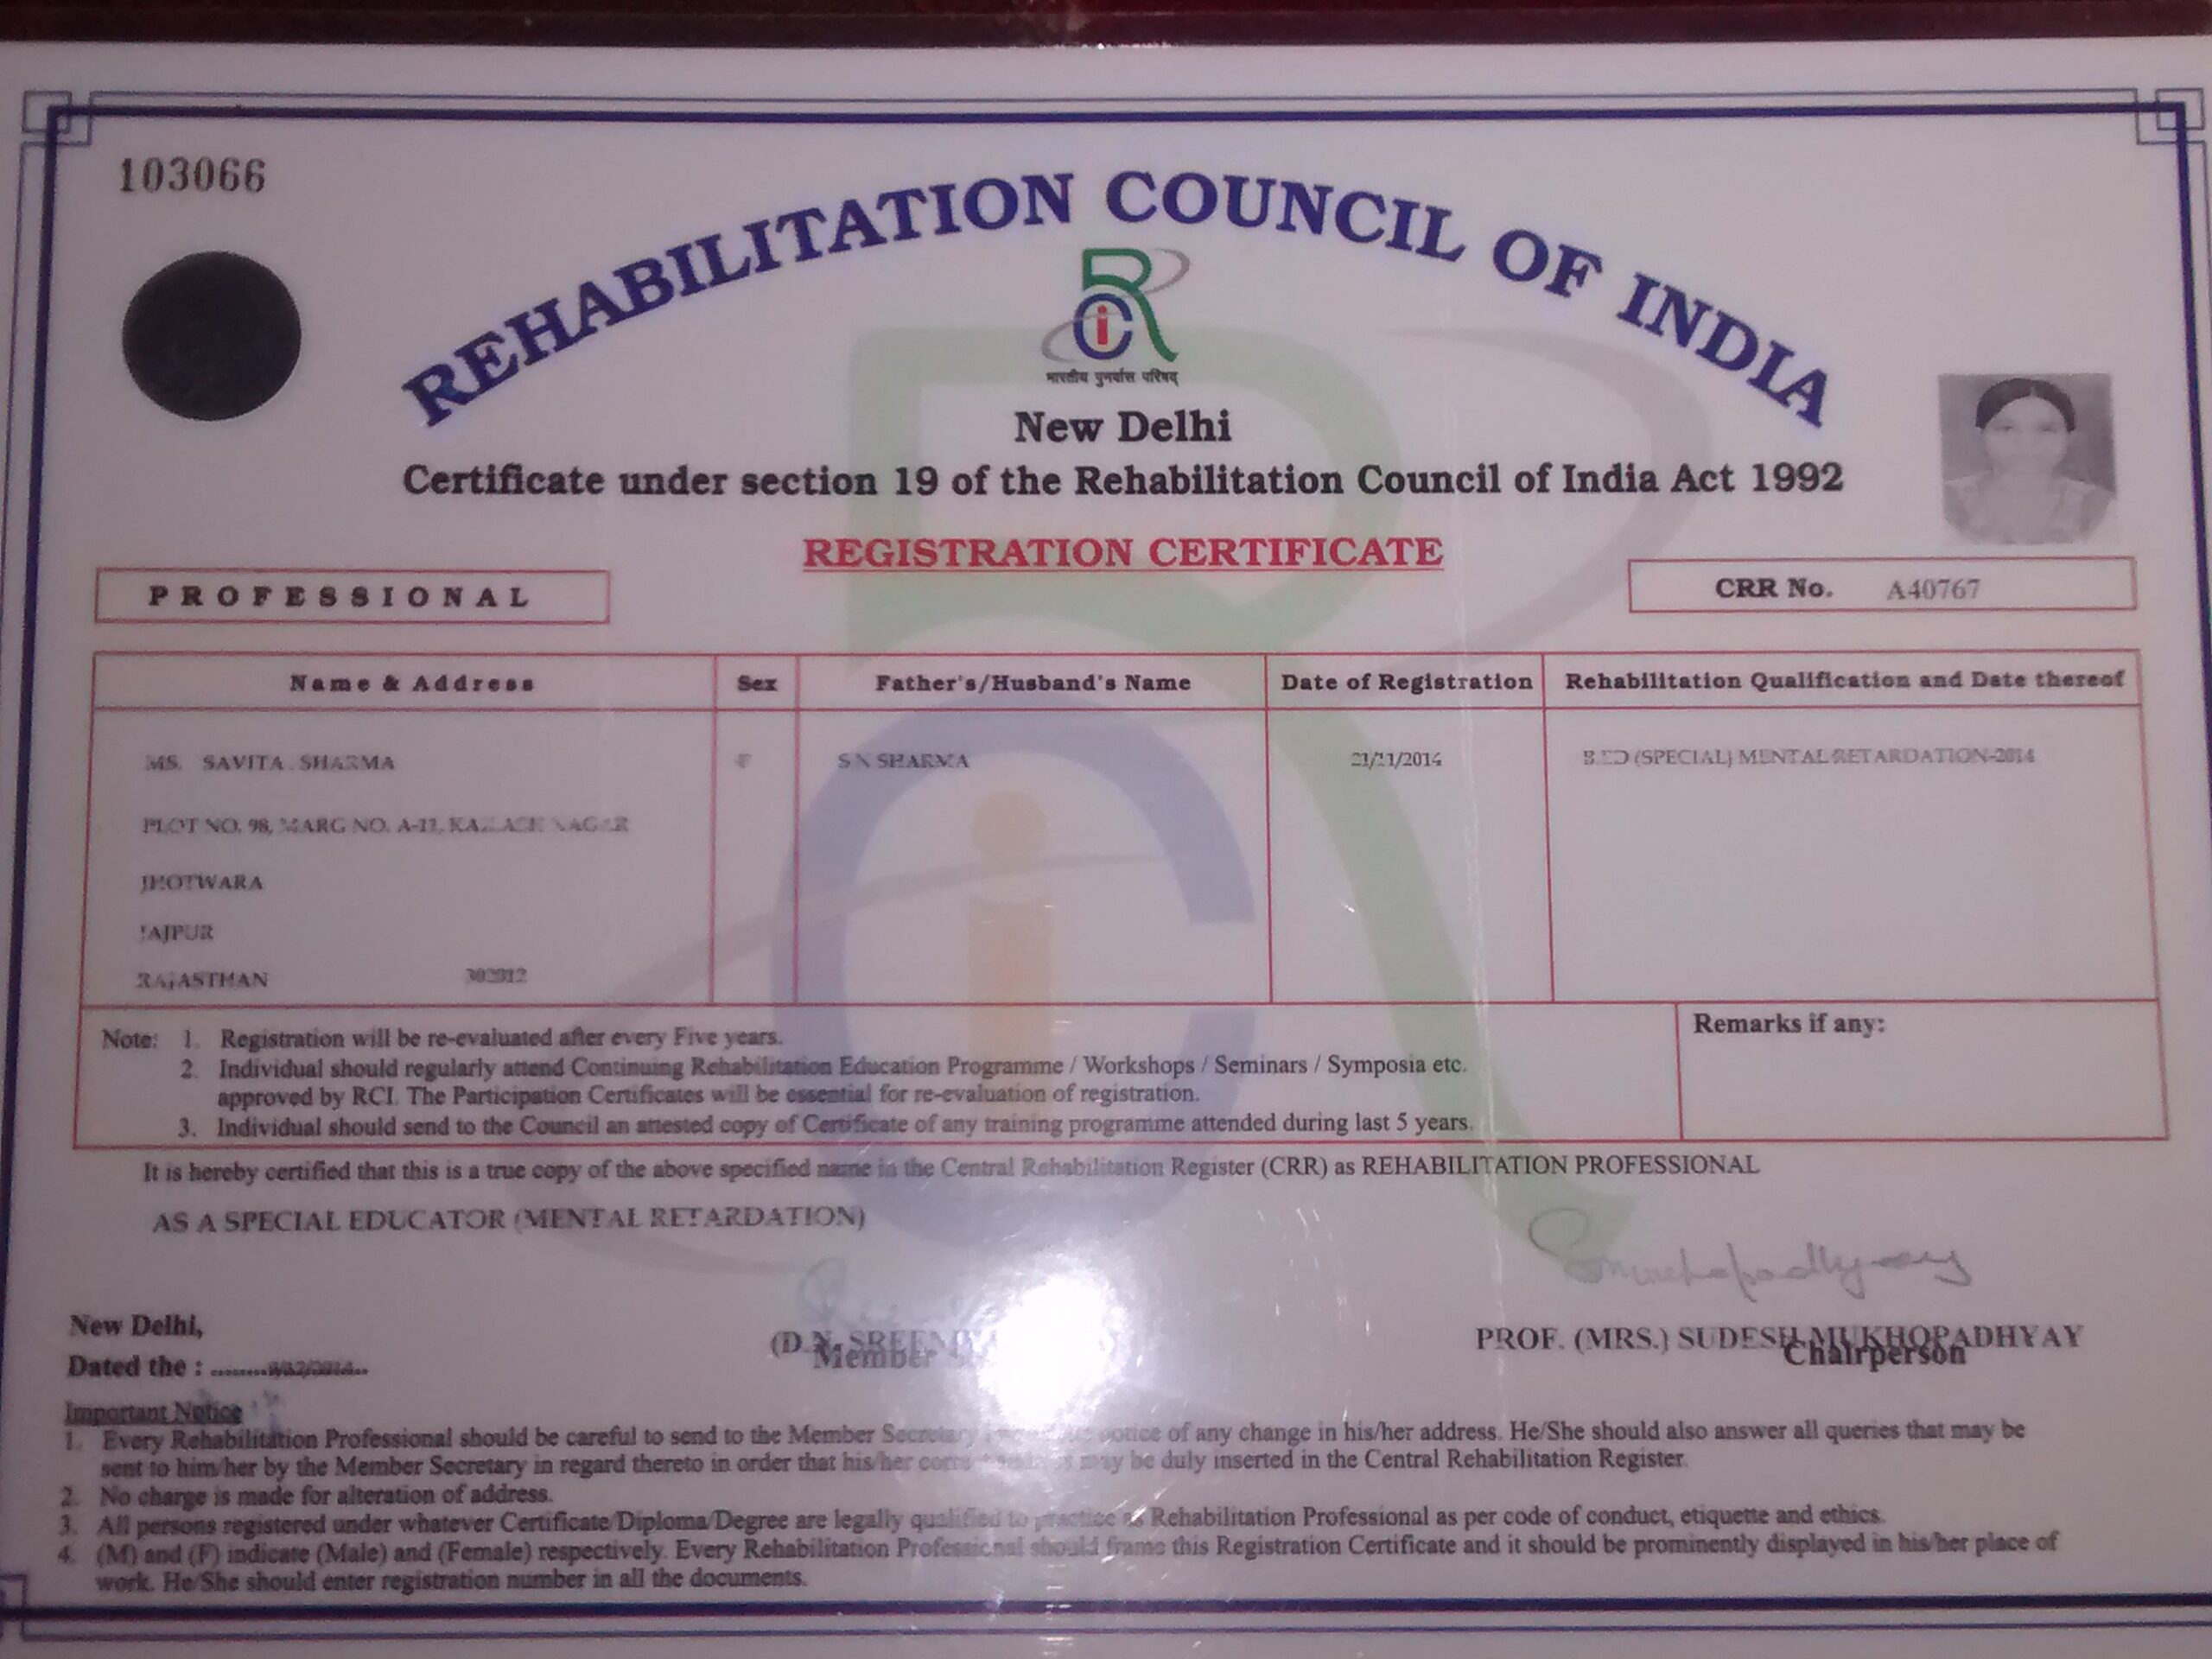 103066
REHABILITATION COUNCIL OF INDIA
भारतीय पुनर्वास परिषद्
New Delhi
Certificate under section 19 of the Rehabilitation Council of India Act 1992
REGISTRATION CERTIFICATE
PROFESSIONAL
CRR No. A40767
Name & Address Sex Father's/Husband's Name Date of Registration Rehabilitation Qualification and Date thereof
MS. SAVITA SHARMA F S N SHARMA 21/11/2014 B.ED (SPECIAL) MENTAL RETARDATION-2014
PLOT NO. 98, MARG NO. A-11, KAILASH NAGAR
JHOTWARA
JAIPUR
RAJASTHAN 302012
Note: 1. Registration will be re-evaluated after every Five years.
2. Individual should regularly attend Continuing Rehabilitation Education Programme / Workshops / Seminars / Symposia etc.
approved by RCI. The Participation Certificates will be essential for re-evaluation of registration.
3. Individual should send to the Council an attested copy of Certificate of any training programme attended during last 5 years.
Remarks if any:
It is hereby certified that this is a true copy of the above specified name in the Central Rehabilitation Register (CRR) as REHABILITATION PROFESSIONAL
AS A SPECIAL EDUCATOR (MENTAL RETARDATION)
Smukhopadhyay
New Delhi,
(D.N.
Member
PROF. (MRS.) SUDESH MUKHOPADHYAY
Chairperson
Dated the :
Important Notice
1. Every Rehabilitation Professional should be careful to send to the Member Secretary notice of any change in his/her address. He/She should also answer all queries that may be
sent to him/her by the Member Secretary in regard thereto in order that his/her may be duly inserted in the Central Rehabilitation Register.
2. No charge is made for alteration of address.
3. All persons registered under whatever Certificate/Diploma/Degree are legally qualified to practice as Rehabilitation Professional as per code of conduct, etiquette and ethics.
4. (M) and (F) indicate (Male) and (Female) respectively. Every Rehabilitation Professional should frame this Registration Certificate and it should be prominently displayed in his/her place of
work. He/She should enter registration number in all the documents.